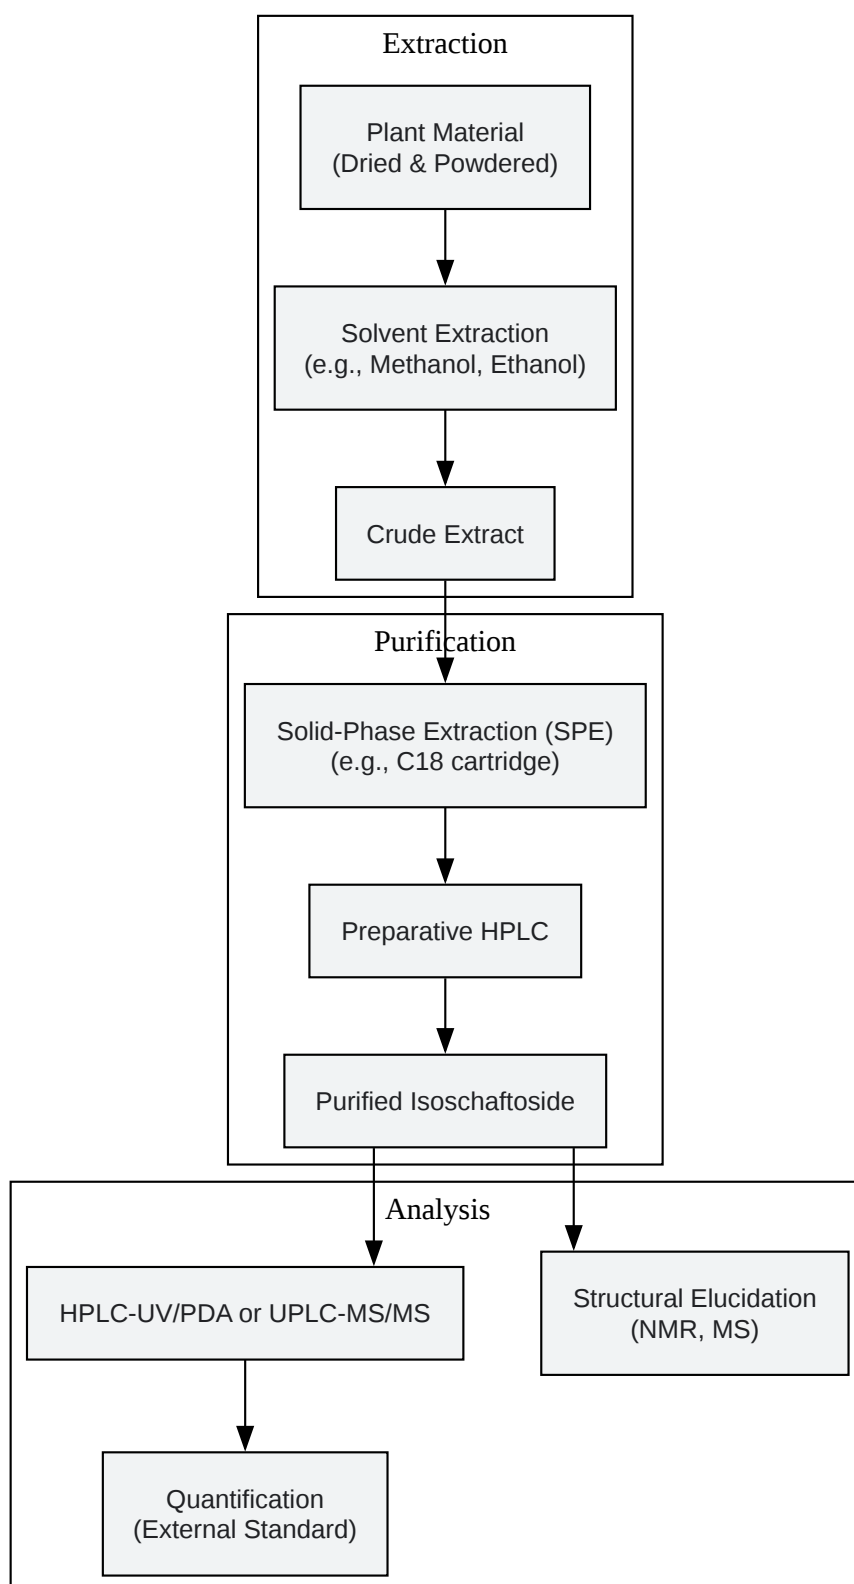 Extraction
Plant Material
(Dried & Powdered)
Solvent Extraction
(e.g., Methanol, Ethanol)
Crude Extract
Purification
Solid-Phase Extraction (SPE)
(e.g., C18 cartridge)
Preparative HPLC
Purified Isoschaftoside
Analysis
HPLC-UV/PDA or UPLC-MS/MS
Structural Elucidation
(NMR, MS)
Quantification
(External Standard)